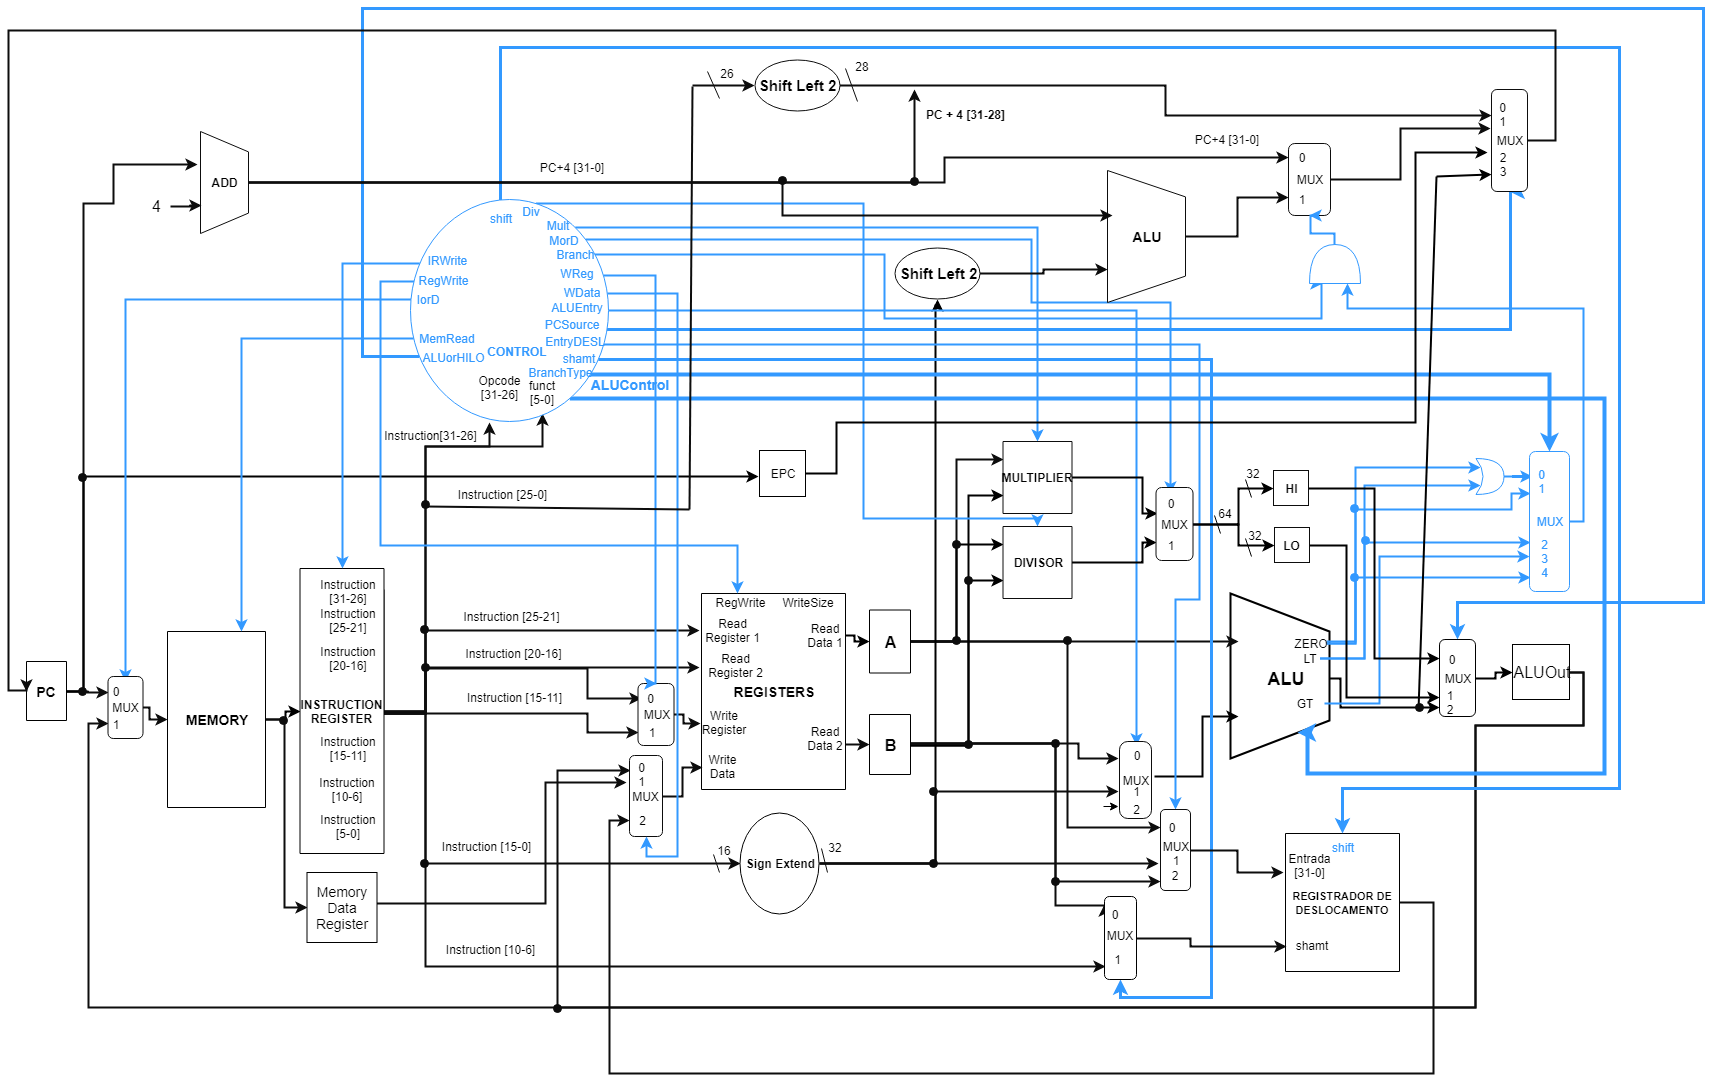 26
Shift Left 2
28
PC + 4 [31-28]
0
1
MUX
2
3
PC+4 [31-0]
PC+4 [31-0]
0
MUX
1
ADD
4
ALU
Shift Left 2
shift
Div
Mult
MorD
Branch
WReg
WData
ALUEntry
PCSource
EntryDESL
shamt
BranchType
IRWrite
RegWrite
IorD
MemRead
ALUorHILO
CONTROL
Opcode
[31-26]
funct
[5-0]
ALUControl
Instruction[31-26]
EPC
Instruction [25-0]
MULTIPLIER
DIVISOR
0
MUX
1
64
32
HI
32
LO
0
1
MUX
2
3
4
Instruction
[31-26]
Instruction
[25-21]
Instruction
[20-16]
INSTRUCTION
REGISTER
Instruction
[15-11]
Instruction
[10-6]
Instruction
[5-0]
PC
0
MUX
1
MEMORY
Memory
Data
Register
Instruction [25-21]
Instruction [20-16]
Instruction [15-11]
0
MUX
1
0
1
MUX
2
RegWrite
WriteSize
Read
Register 1
Read
Register 2
REGISTERS
Write
Register
Write
Data
Read
Data 1
Read
Data 2
A
B
ZERO
LT
ALU
GT
0
MUX
1
2
ALUOut
0
MUX
1
2
0
MUX
1
2
Instruction [15-0]
16
Sign Extend
32
Instruction [10-6]
0
MUX
1
shift
Entrada
[31-0]
REGISTRADOR DE
DESLOCAMENTO
shamt